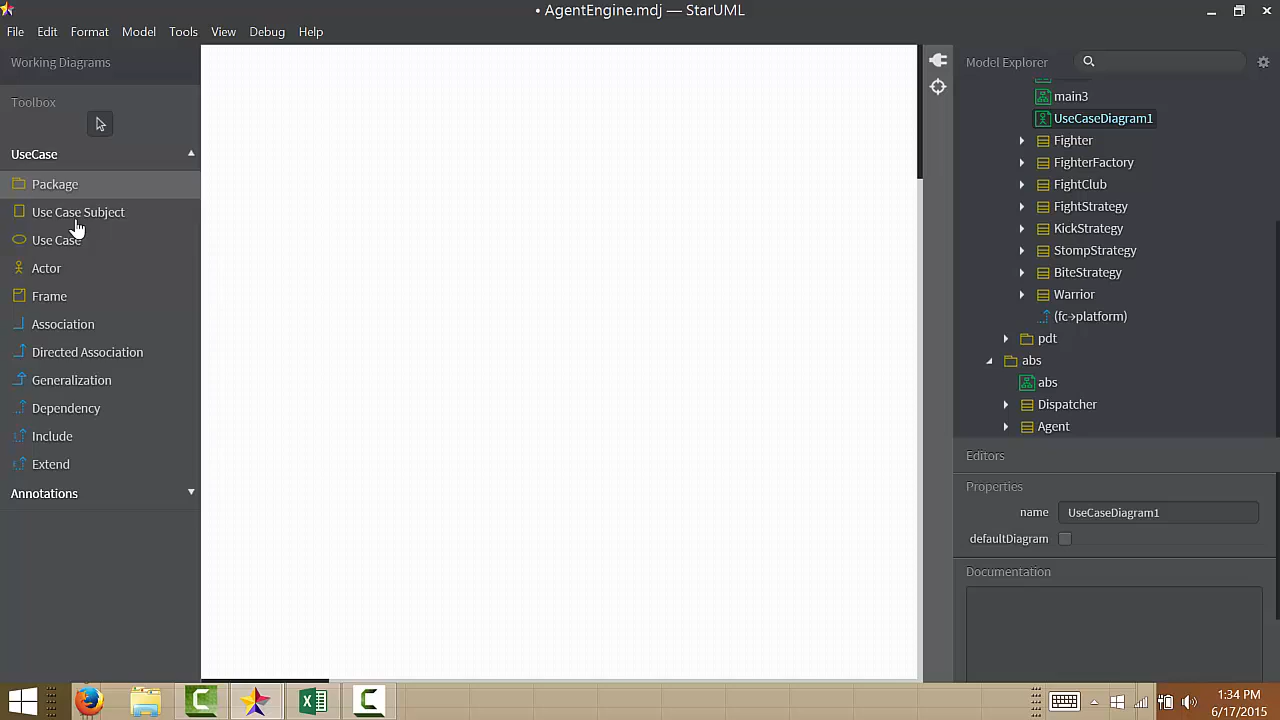 • AgentEngine.mdj — StarUML
File Edit Format Model Tools View Debug Help
Working Diagrams
Toolbox
UseCase
Package
Use Case Subject
Use Case
Actor
Frame
Association
Directed Association
Generalization
Dependency
Include
Extend
Annotations
Model Explorer
main3
UseCaseDiagram1
Fighter
FighterFactory
FightClub
FightStrategy
KickStrategy
StompStrategy
BiteStrategy
Warrior
(fc→platform)
pdt
abs
abs
Dispatcher
Agent
Editors
Properties
name UseCaseDiagram1
defaultDiagram
Documentation
1:34 PM
6/17/2015